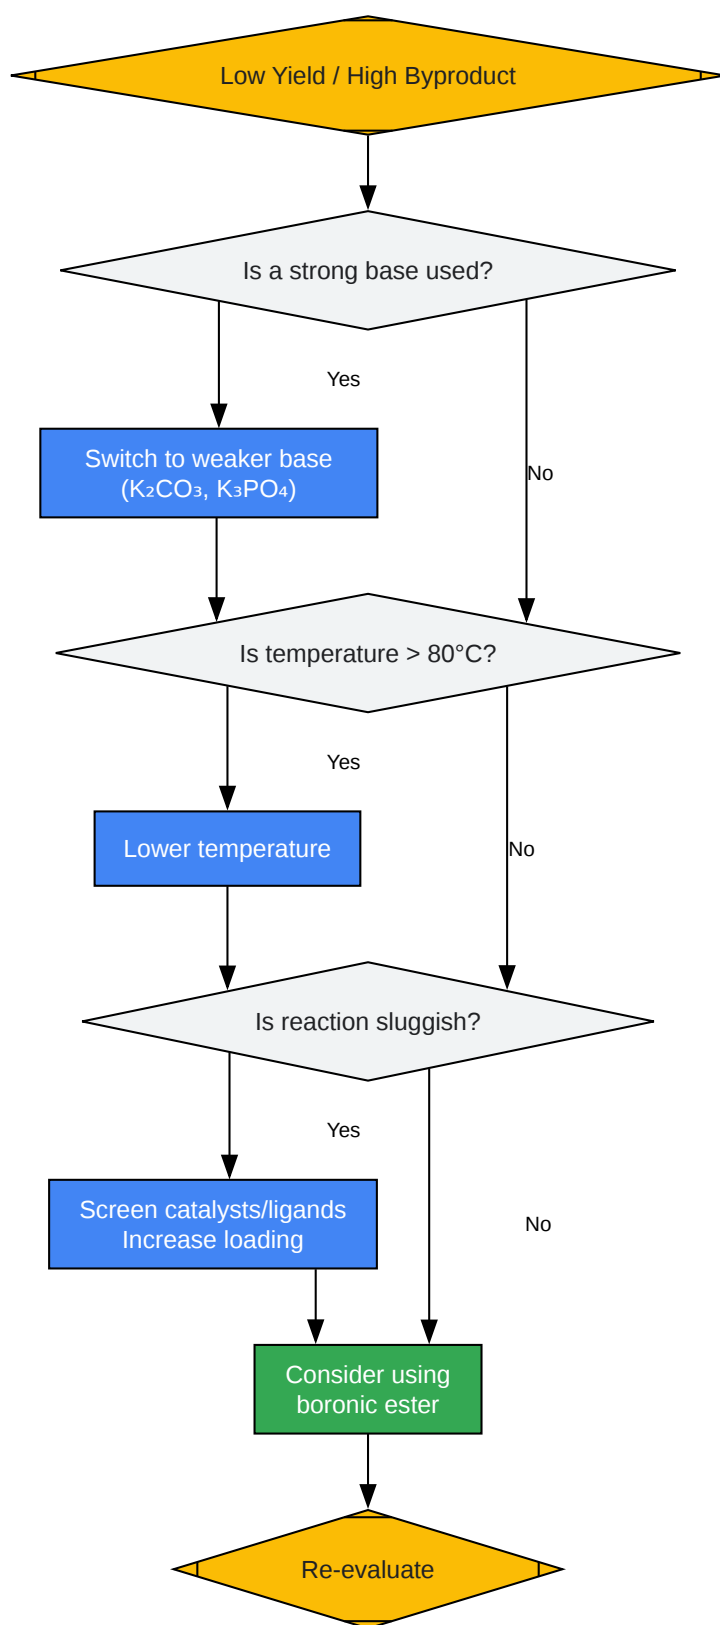 Low Yield / High Byproduct
Is a strong base used?
Yes
Switch to weaker base
(K₂CO₃, K₃PO₄)
No
Is temperature > 80°C?
Yes
Lower temperature
No
Is reaction sluggish?
Yes
Screen catalysts/ligands
Increase loading
No
Consider using
boronic ester
Re-evaluate